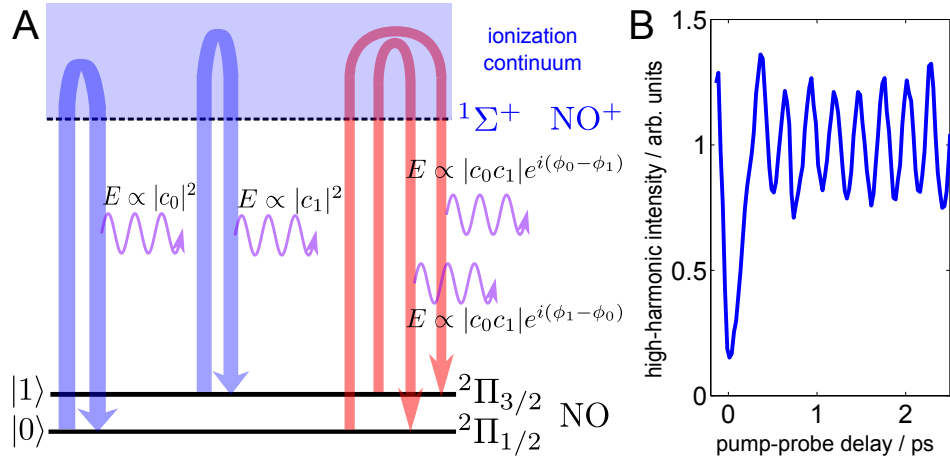 A
ionization
continuum
¹Σ⁺ NO⁺
E ∝ |c₀|²
E ∝ |c₁|²
E ∝ |c₀c₁|e^{i(ϕ₀−ϕ₁)}
E ∝ |c₀c₁|e^{i(ϕ₁−ϕ₀)}
|1⟩
²Π₃/₂
|0⟩
²Π₁/₂
NO
B
high-harmonic intensity / arb. units
1.5
1
0.5
0
0
1
2
pump-probe delay / ps